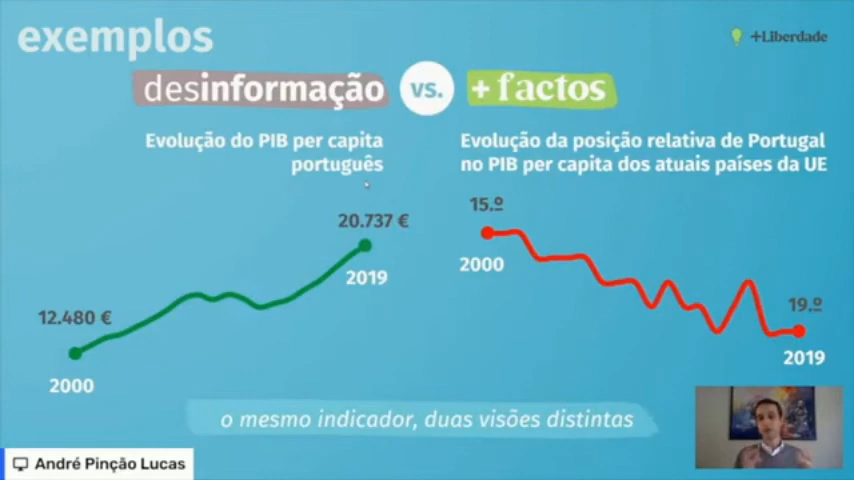 exemplos
+Liberdade
desinformação vs. + factos
Evolução do PIB per capita
português
20.737 €
2019
12.480 €
2000
Evolução da posição relativa de Portugal
no PIB per capita dos atuais países da UE
15.º
2000
19.º
2019
o mesmo indicador, duas visões distintas
André Pinção Lucas